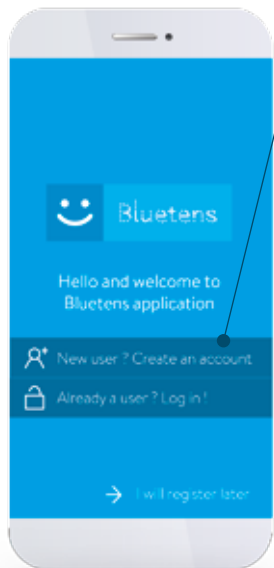 Bluetens
Hello and welcome to
Bluetens application
New user ? Create an account
Already a user ? Log in !
I will register later